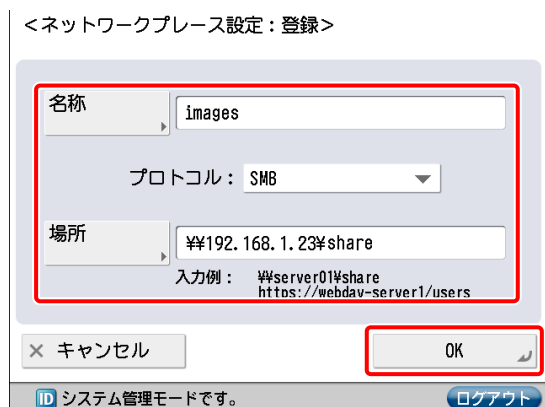 ＜ネットワークプレース設定：登録＞
名称
images
プロトコル： SMB
場所
¥¥192.168.1.23¥share
入力例： ¥¥server01¥share
https://webdav-server1/users
× キャンセル
OK
ID システム管理モードです。
ログアウト